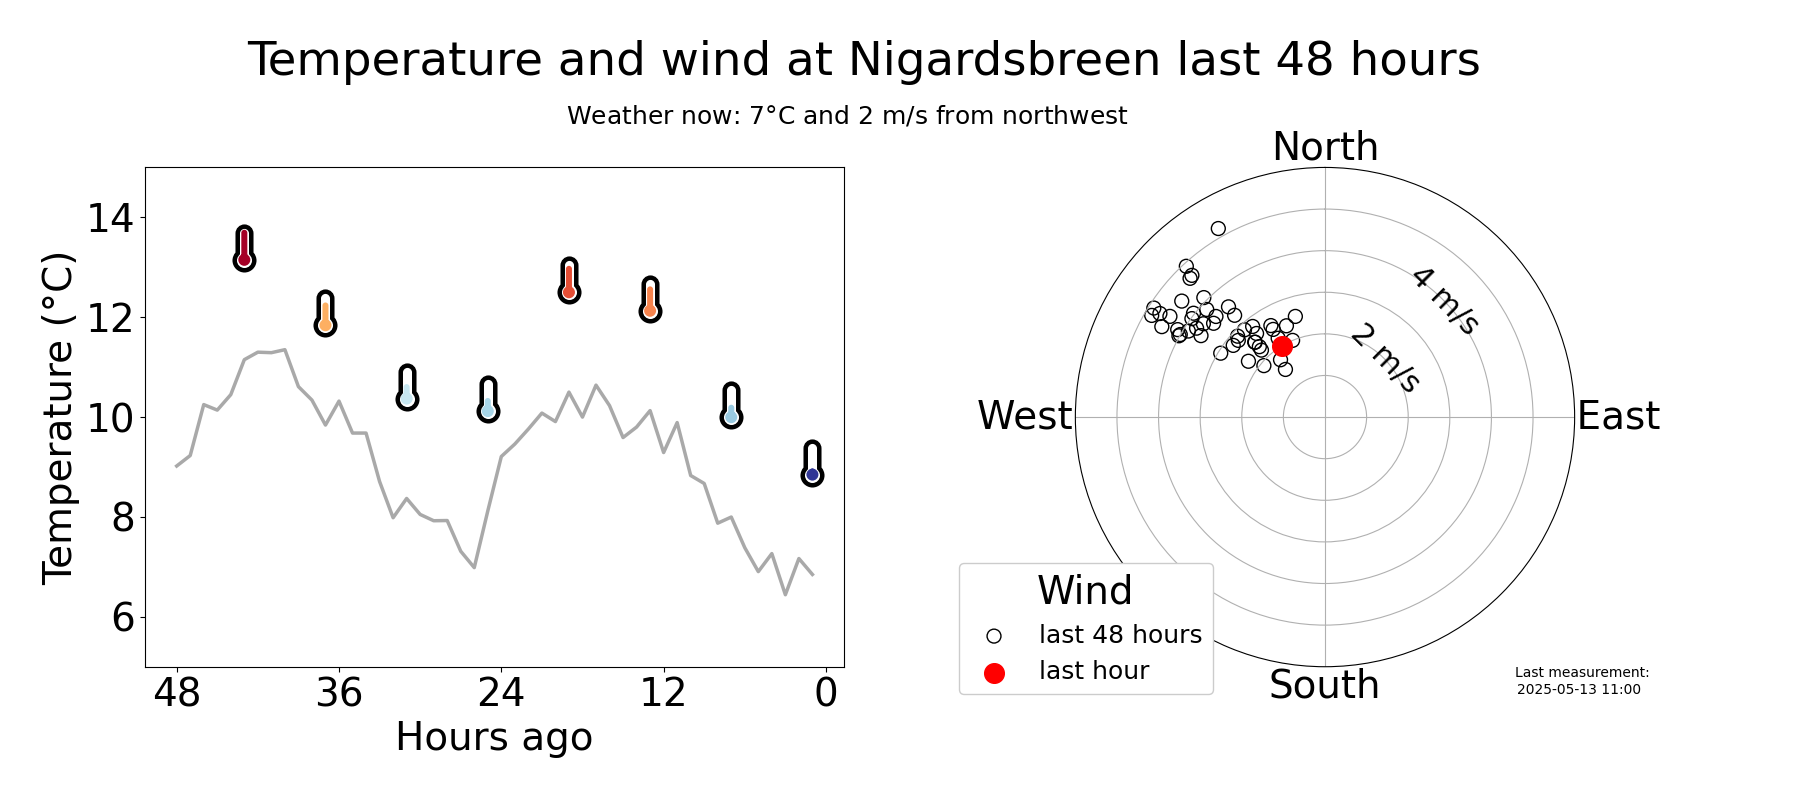 Temperature and wind at Nigardsbreen last 48 hours
Weather now: 7°C and 2 m/s from northwest
Temperature (°C)
14
12
10
8
6
48 36 24 12 0
Hours ago
North
West
East
South
4 m/s
2 m/s
Wind
last 48 hours
last hour
Last measurement:
2025-05-13 11:00